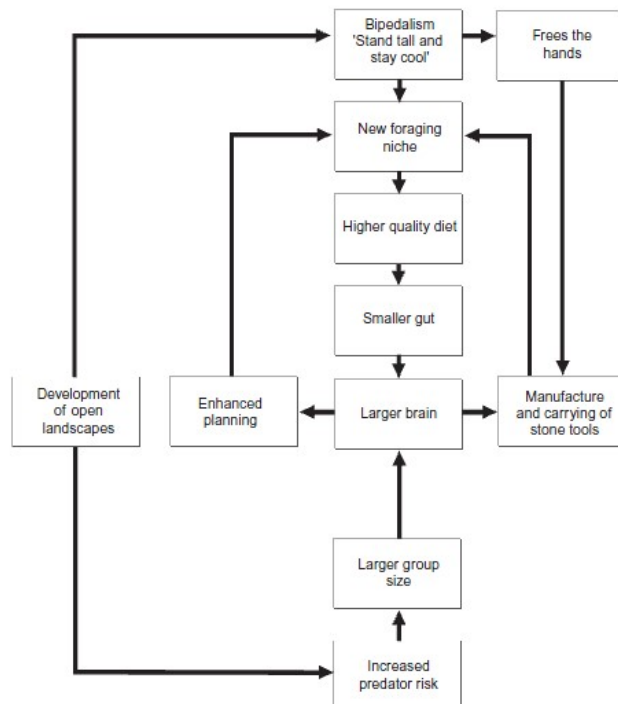 Bipedalism
'Stand tall and
stay cool'
Frees the
hands
New foraging
niche
Higher quality diet
Smaller gut
Development
of open
landscapes
Enhanced
planning
Larger brain
Manufacture
and carrying of
stone tools
Larger group
size
Increased
predator risk